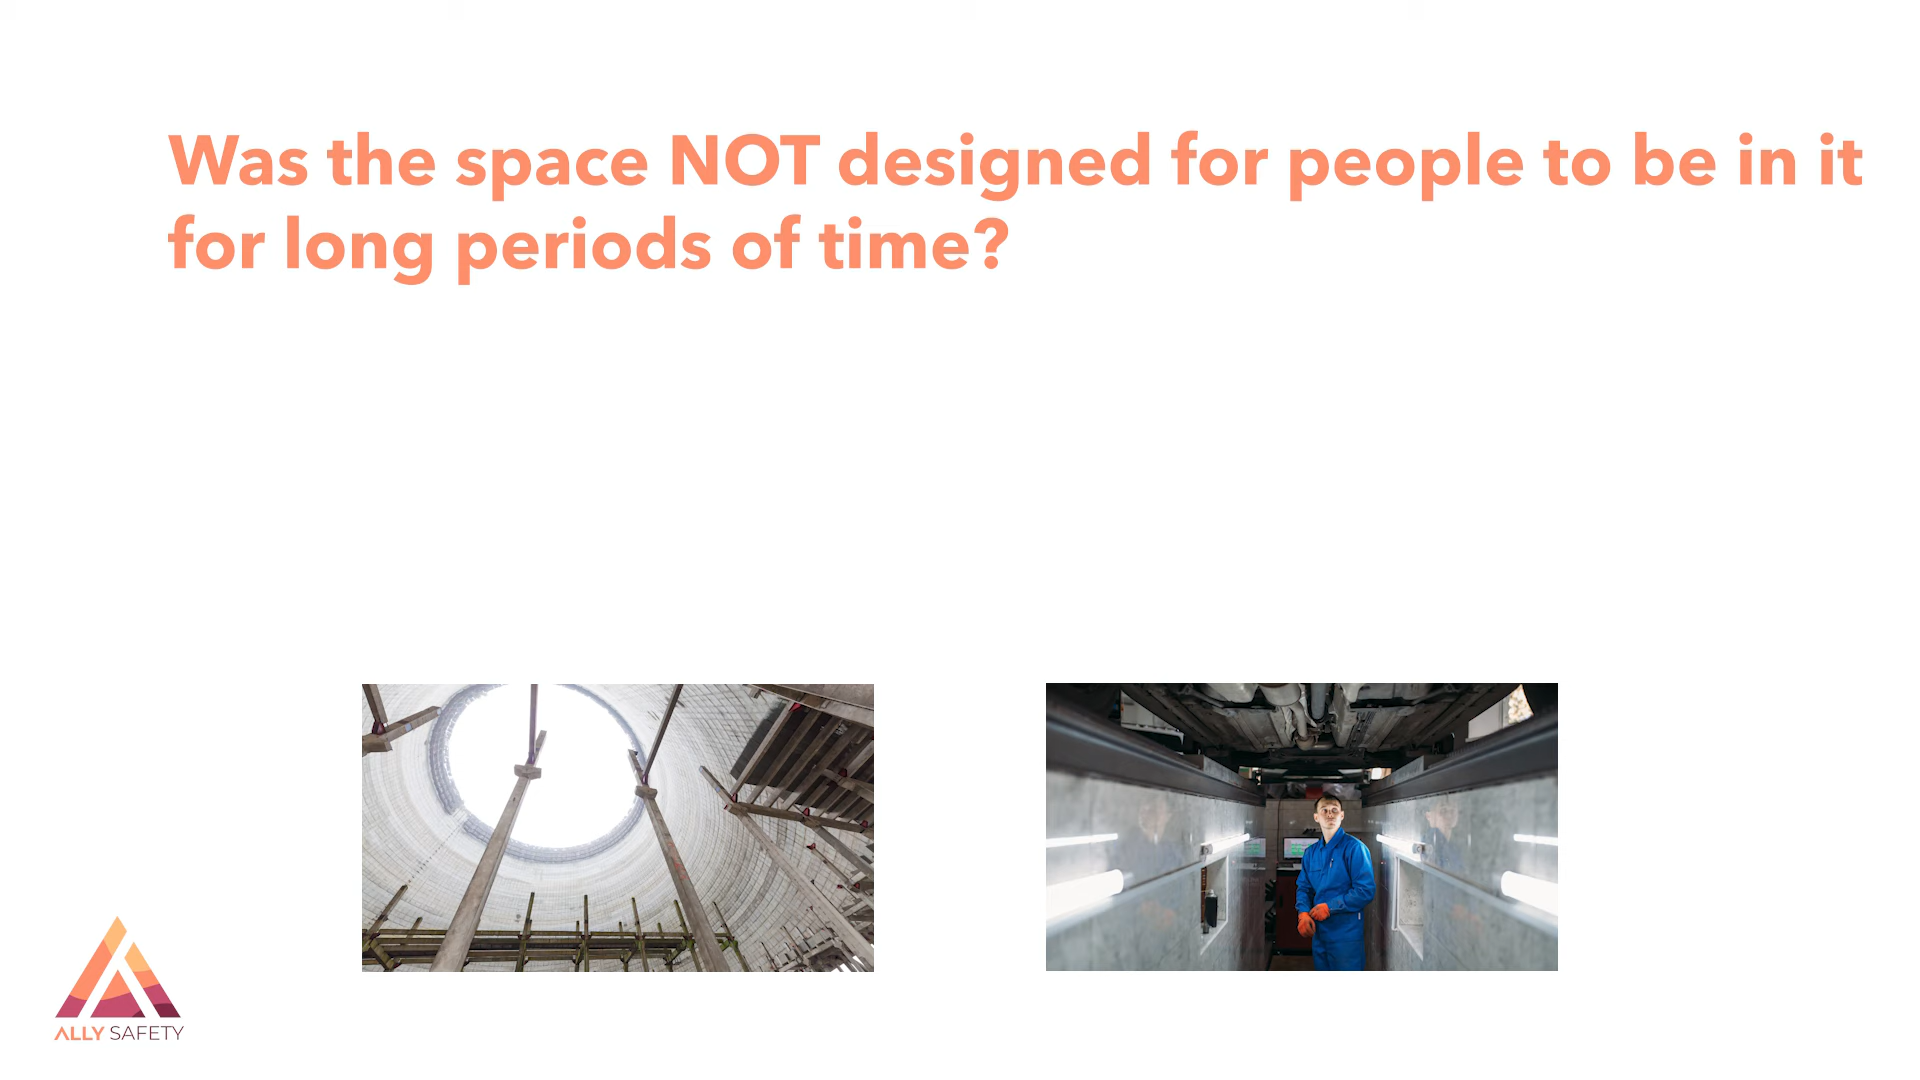 Was the space NOT designed for people to be in it
for long periods of time?
ALLY SAFETY